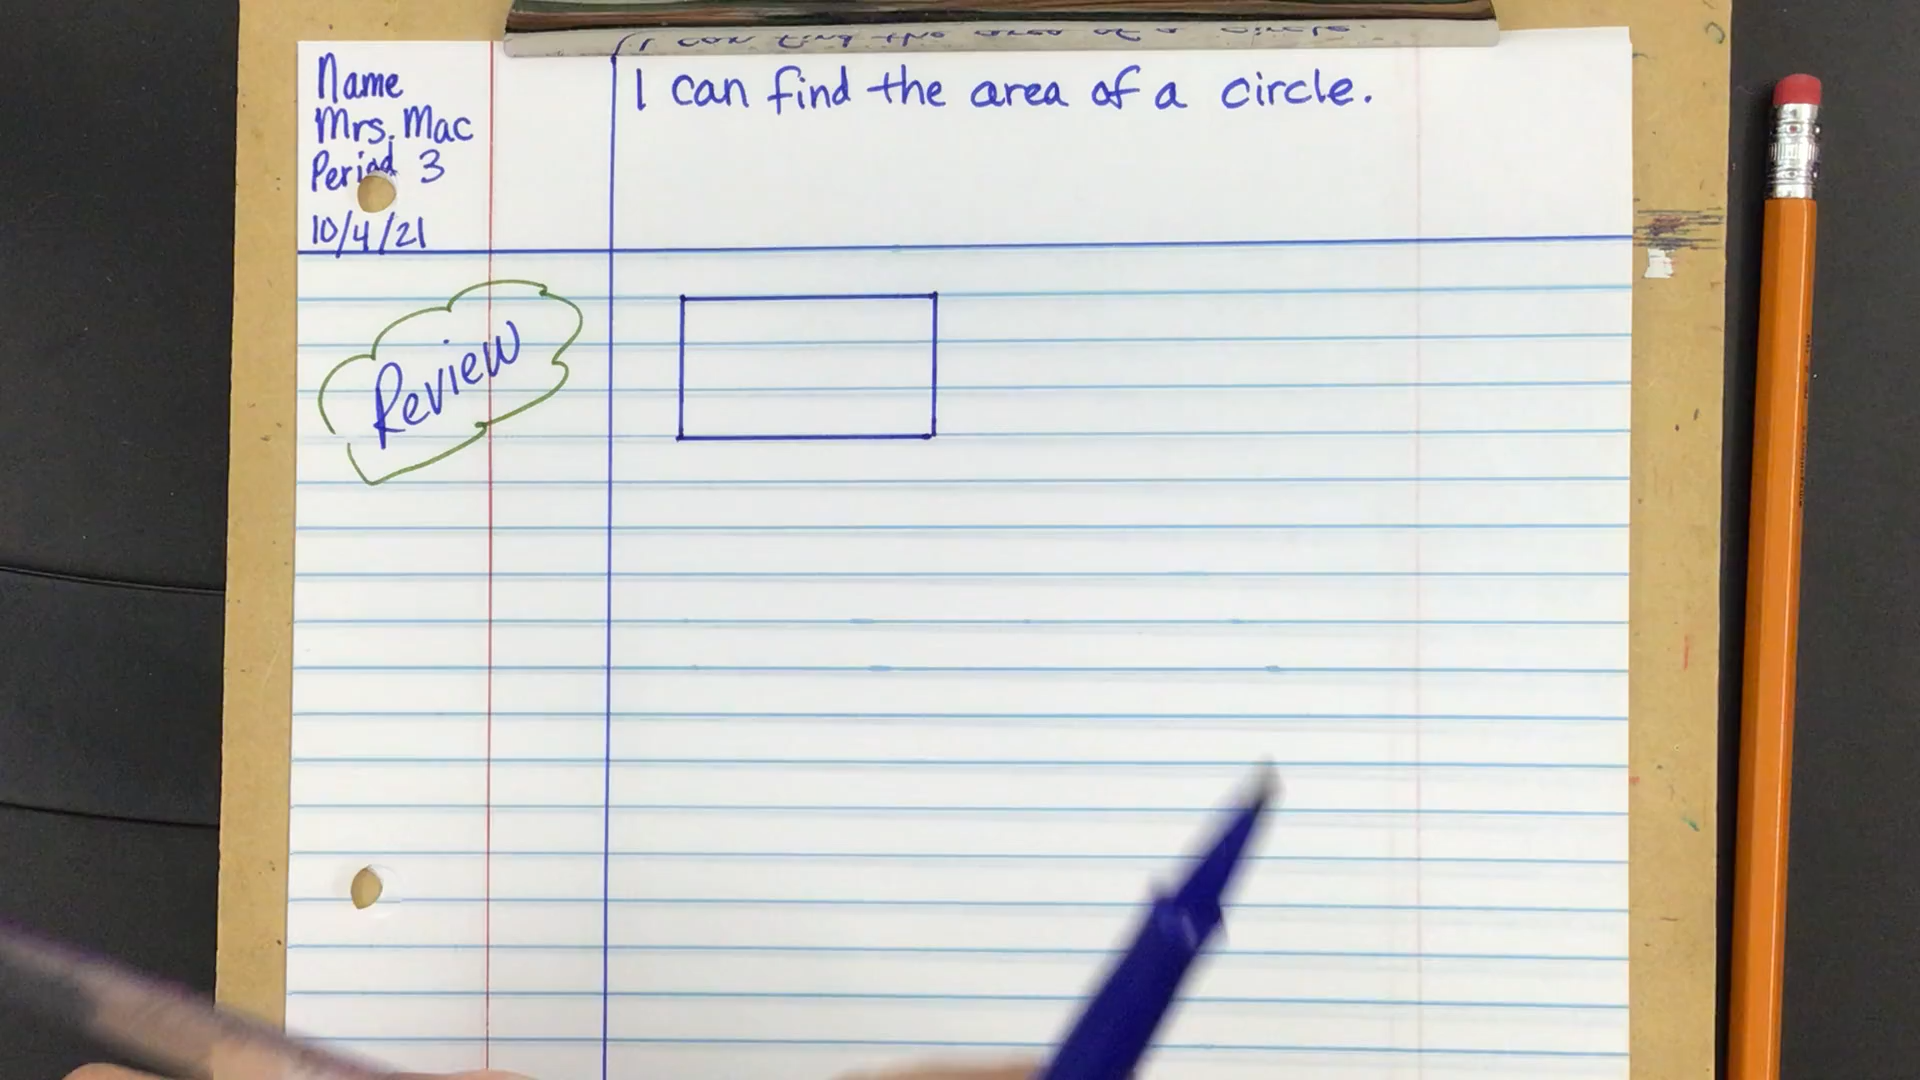 Name
Mrs. Mac
Period 3
10/4/21
I can find the area of a circle.
Review